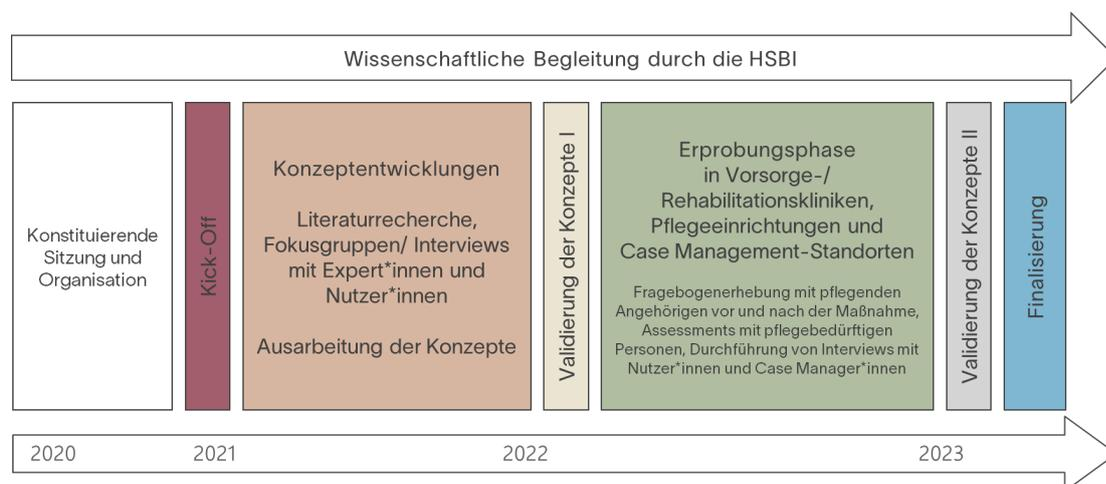 Wissenschaftliche Begleitung durch die HSBI
Konstituierende
Sitzung und
Organisation
Kick-Off
Konzeptentwicklungen
Literaturrecherche,
Fokusgruppen/ Interviews
mit Expert*innen und
Nutzer*innen
Ausarbeitung der Konzepte
Validierung der Konzepte I
Erprobungsphase
in Vorsorge-/
Rehabilitationskliniken,
Pflegeeinrichtungen und
Case Management-Standorten
Fragebogenerhebung mit pflegenden
Angehörigen vor und nach der Maßnahme,
Assessments mit pflegebedürftigen
Personen, Durchführung von Interviews mit
Nutzer*innen und Case Manager*innen
Validierung der Konzepte II
Finalisierung
2020 2021 2022 2023